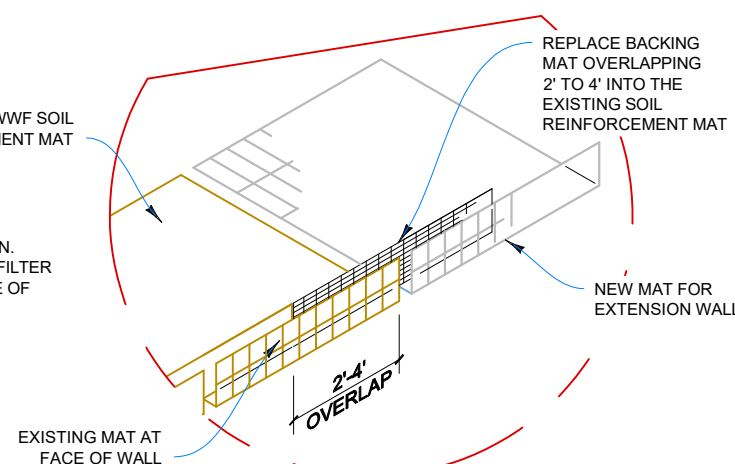 REPLACE BACKING
MAT OVERLAPPING
2' TO 4' INTO THE
EXISTING SOIL
REINFORCEMENT MAT
WWF SOIL
MAT
FILTER
OF
NEW MAT FOR
EXTENSION WALL
2'-4'
OVERLAP
EXISTING MAT AT
FACE OF WALL